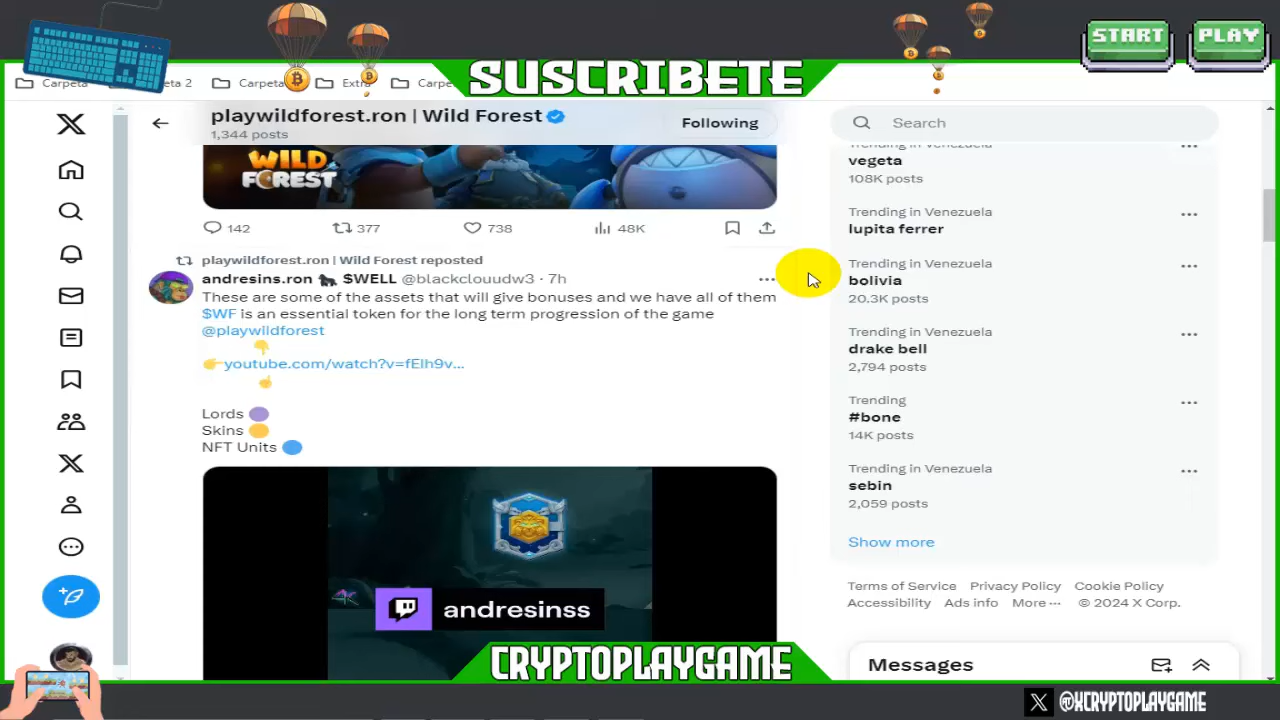 START
PLAY
SUSCRIBETE
Carpeta
a 2
Carpeta
Extra
Carpe
playwildforest.ron | Wild Forest
1,344 posts
Following
Search
WILD
FOREST
142
377
738
48K
playwildforest.ron | Wild Forest reposted
andresins.ron $WELL @blackclouudw3 · 7h
These are some of the assets that will give bonuses and we have all of them
$WF is an essential token for the long term progression of the game
@playwildforest
youtube.com/watch?v=fElh9v...
Lords
Skins
NFT Units
andresinss
Trending in Venezuela
vegeta
108K posts
Trending in Venezuela
lupita ferrer
Trending in Venezuela
bolivia
20.3K posts
Trending in Venezuela
drake bell
2,794 posts
Trending
#bone
14K posts
Trending in Venezuela
sebin
2,059 posts
Show more
Terms of Service Privacy Policy Cookie Policy
Accessibility Ads info More ··· © 2024 X Corp.
Messages
CRYPTOPLAYGAME
@XCRYPTOPLAYGAME